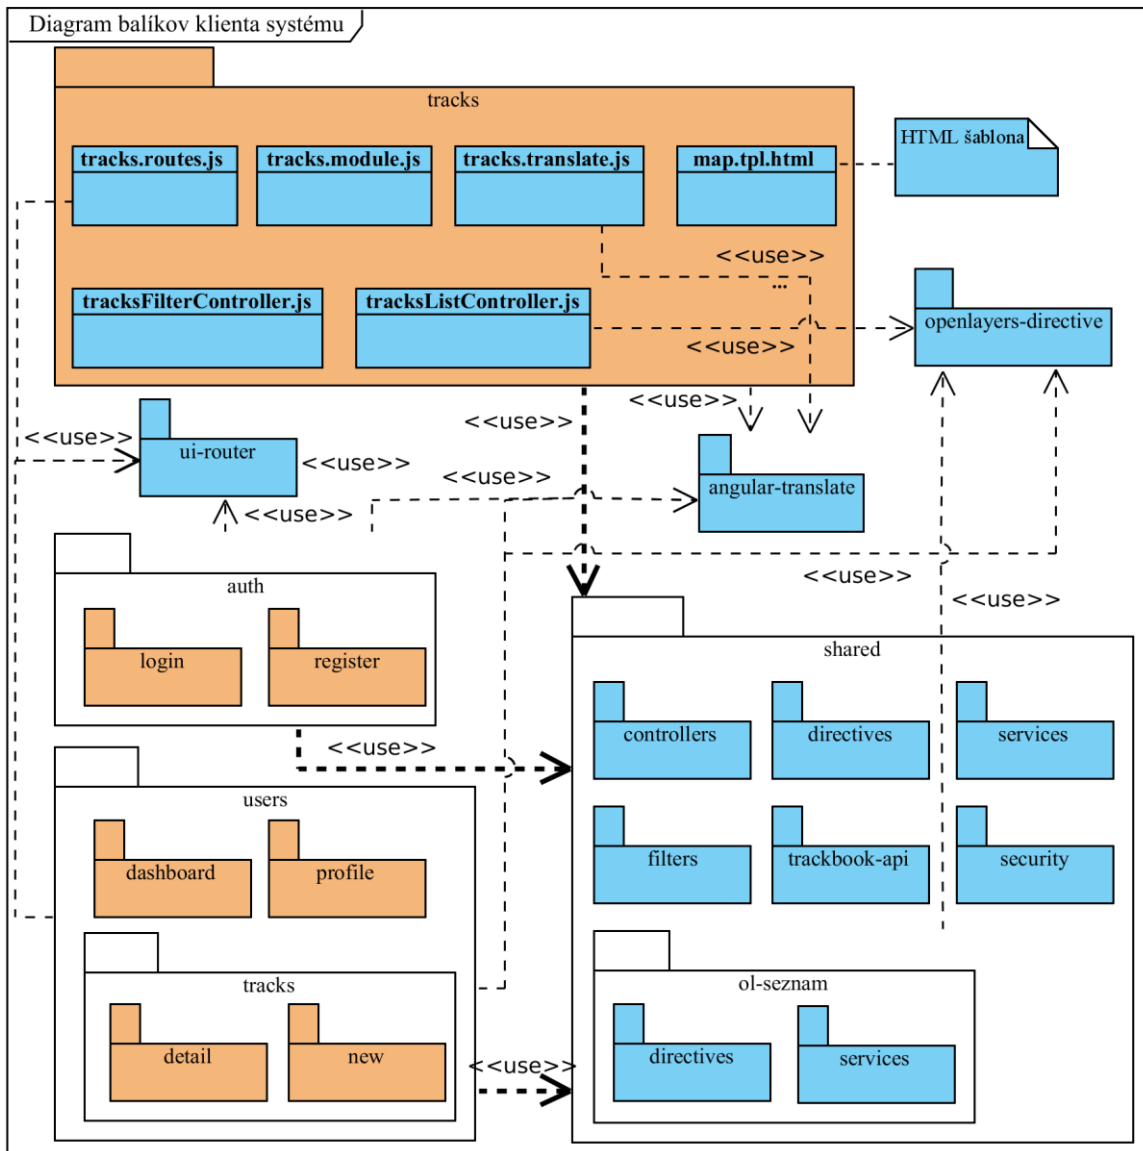 Diagram balíkov klienta systému
tracks
tracks.routes.js
tracks.module.js
tracks.translate.js
map.tpl.html
HTML šablona
<<use>>
...
tracksFilterController.js
tracksListController.js
openlayers-directive
<<use>>
<<use>>
<<use>>
<<use>>
ui-router
<<use>>
<<use>>
angular-translate
<<use>>
<<use>>
<<use>>
auth
login
register
shared
controllers
directives
services
<<use>>
users
dashboard
profile
filters
trackbook-api
security
tracks
detail
new
<<use>>
ol-seznam
directives
services